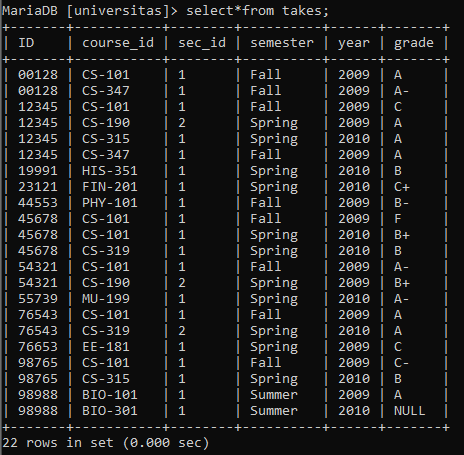 MariaDB [universitas]> select*from takes;
+-------+-----------+--------+----------+------+-------+
| ID    | course_id | sec_id | semester | year | grade |
+-------+-----------+--------+----------+------+-------+
| 00128 | CS-101    | 1      | Fall     | 2009 | A     |
| 00128 | CS-347    | 1      | Fall     | 2009 | A-    |
| 12345 | CS-101    | 1      | Fall     | 2009 | C     |
| 12345 | CS-190    | 2      | Spring   | 2009 | A     |
| 12345 | CS-315    | 1      | Spring   | 2010 | A     |
| 12345 | CS-347    | 1      | Fall     | 2009 | A     |
| 19991 | HIS-351   | 1      | Spring   | 2010 | B     |
| 23121 | FIN-201   | 1      | Spring   | 2010 | C+    |
| 44553 | PHY-101   | 1      | Fall     | 2009 | B-    |
| 45678 | CS-101    | 1      | Fall     | 2009 | F     |
| 45678 | CS-101    | 1      | Spring   | 2010 | B+    |
| 45678 | CS-319    | 1      | Spring   | 2010 | B     |
| 54321 | CS-101    | 1      | Fall     | 2009 | A-    |
| 54321 | CS-190    | 2      | Spring   | 2009 | B+    |
| 55739 | MU-199    | 1      | Spring   | 2010 | A-    |
| 76543 | CS-101    | 1      | Fall     | 2009 | A     |
| 76543 | CS-319    | 2      | Spring   | 2010 | A     |
| 76653 | EE-181    | 1      | Spring   | 2009 | C     |
| 98765 | CS-101    | 1      | Fall     | 2009 | C-    |
| 98765 | CS-315    | 1      | Spring   | 2010 | B     |
| 98988 | BIO-101   | 1      | Summer   | 2009 | A     |
| 98988 | BIO-301   | 1      | Summer   | 2010 | NULL  |
+-------+-----------+--------+----------+------+-------+
22 rows in set (0.000 sec)